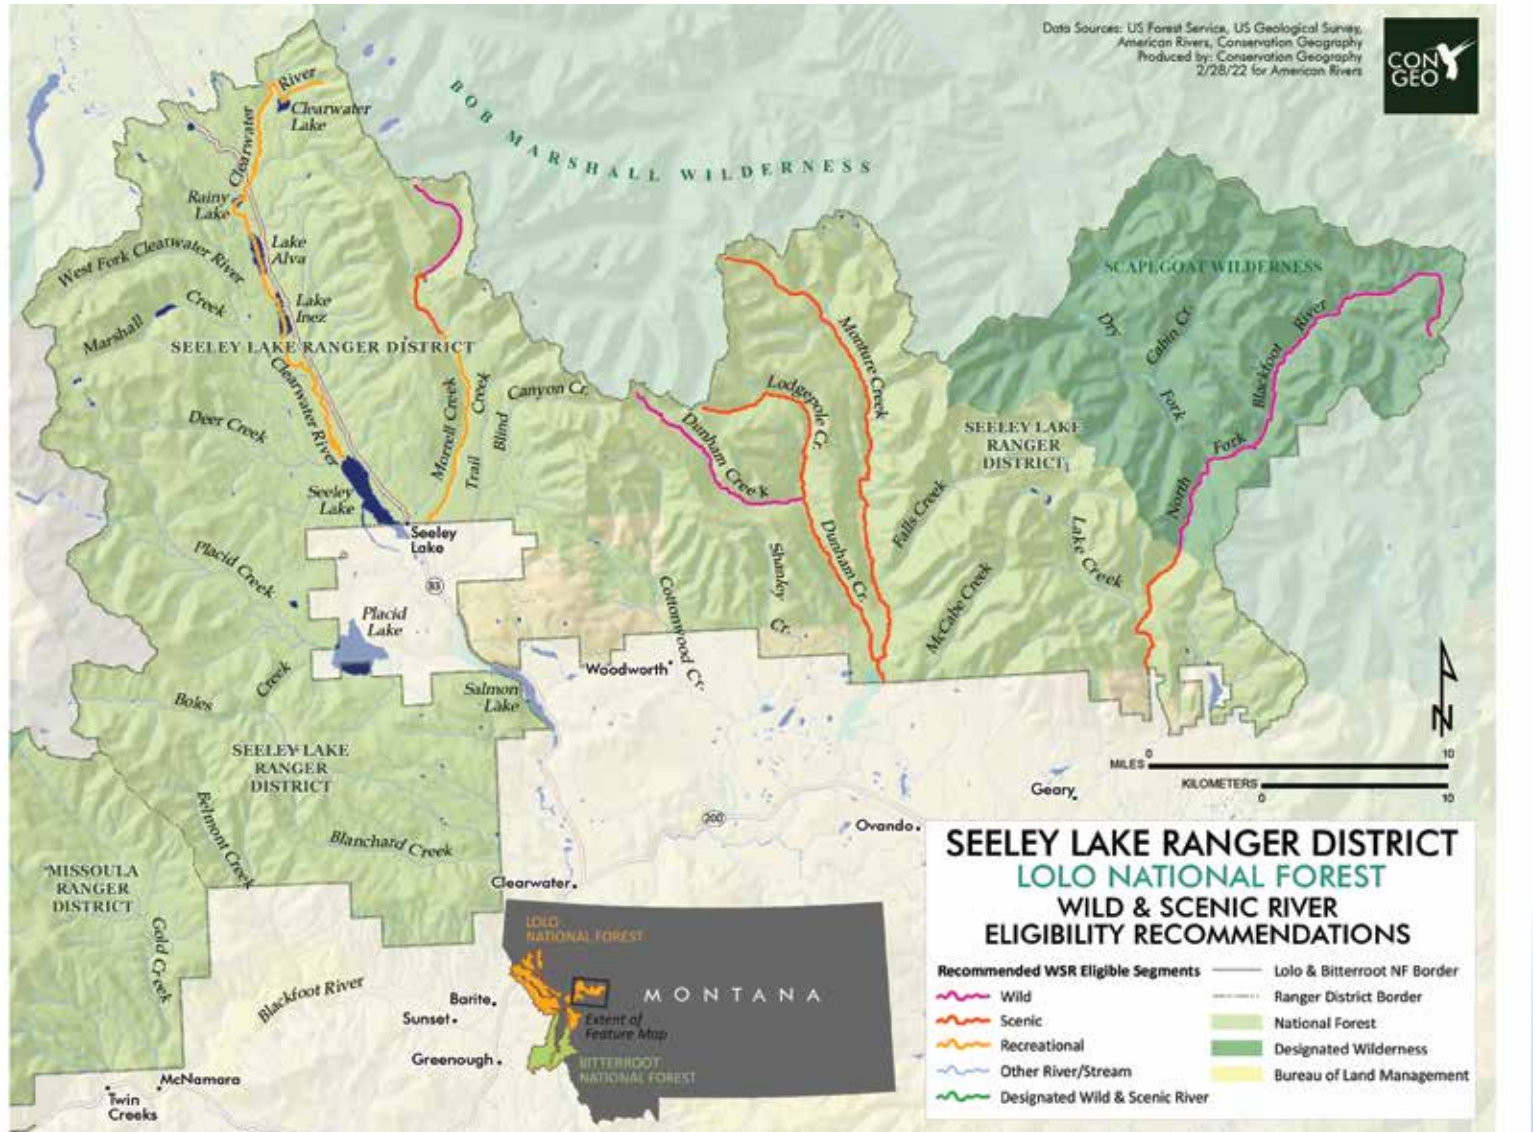 Data Sources: US Forest Service, US Geological Survey,
American Rivers, Conservation Geography
Produced by: Conservation Geography
2/28/22 for American Rivers
CON
GEO
BOB MARSHALL WILDERNESS
River
Clearwater
Lake
Clearwater
Rainy
Lake
Lake
Alva
West Fork Clearwater River
Lake
Inez
Marshall
Creek
SEELEY LAKE RANGER DISTRICT
Clearwater River
Deer Creek
Morrell Creek
Trail
Creek
Blind
Canyon Cr.
Seeley
Lake
Seeley
Lake
83
Placid Creek
Placid
Lake
Boles
Creek
Salmon
Lake
SEELEY LAKE
RANGER
DISTRICT
Belmont Creek
Blanchard Creek
MISSOULA
RANGER
DISTRICT
Gold Creek
Blackfoot River
Clearwater
Barite
Sunset
Greenough
McNamara
Twin
Creeks
Dunham Creek
Lodgepole Cr.
Monture Creek
Dunham Cr.
Shanley
Cr.
Cottonwood Cr.
Woodworth
Falls Creek
McCabe Creek
Lake Creek
SEELEY LAKE
RANGER
DISTRICT
SCAPEGOAT WILDERNESS
Dry
Fork
Cabin Cr.
North
Fork
Blackfoot
River
N
0
10
MILES
KILOMETERS
0
10
Geary
Ovando
200
SEELEY LAKE RANGER DISTRICT
LOLO NATIONAL FOREST
WILD & SCENIC RIVER
ELIGIBILITY RECOMMENDATIONS
Recommended WSR Eligible Segments
Wild
Scenic
Recreational
Other River/Stream
Designated Wild & Scenic River
Lolo & Bitterroot NF Border
Ranger District Border
National Forest
Designated Wilderness
Bureau of Land Management
LOLO
NATIONAL FOREST
MONTANA
Extent of
Feature Map
BITTERROOT
NATIONAL FOREST